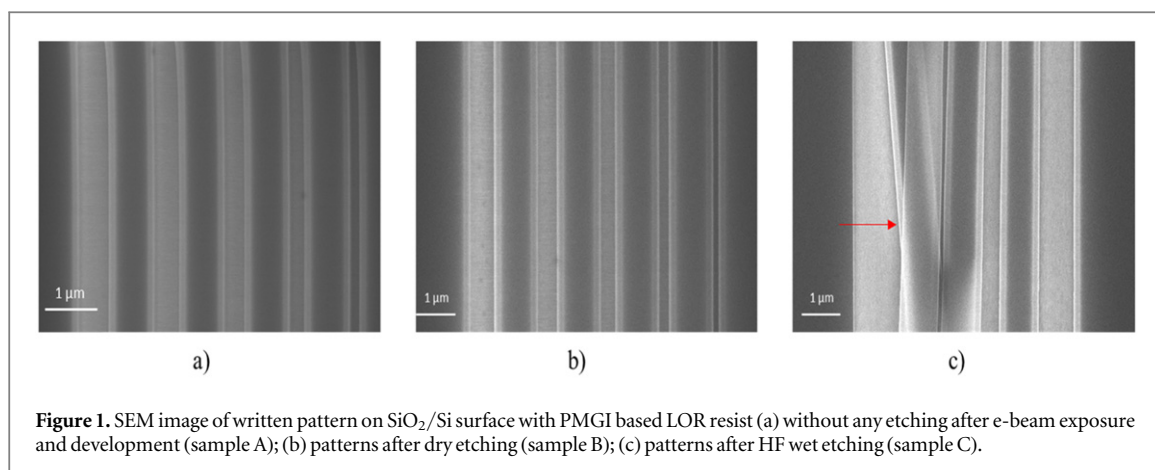 1 μm
1 μm
1 μm
a)
b)
c)
Figure 1. SEM image of written pattern on SiO₂/Si surface with PMGI based LOR resist (a) without any etching after e-beam exposure
and development (sample A); (b) patterns after dry etching (sample B); (c) patterns after HF wet etching (sample C).